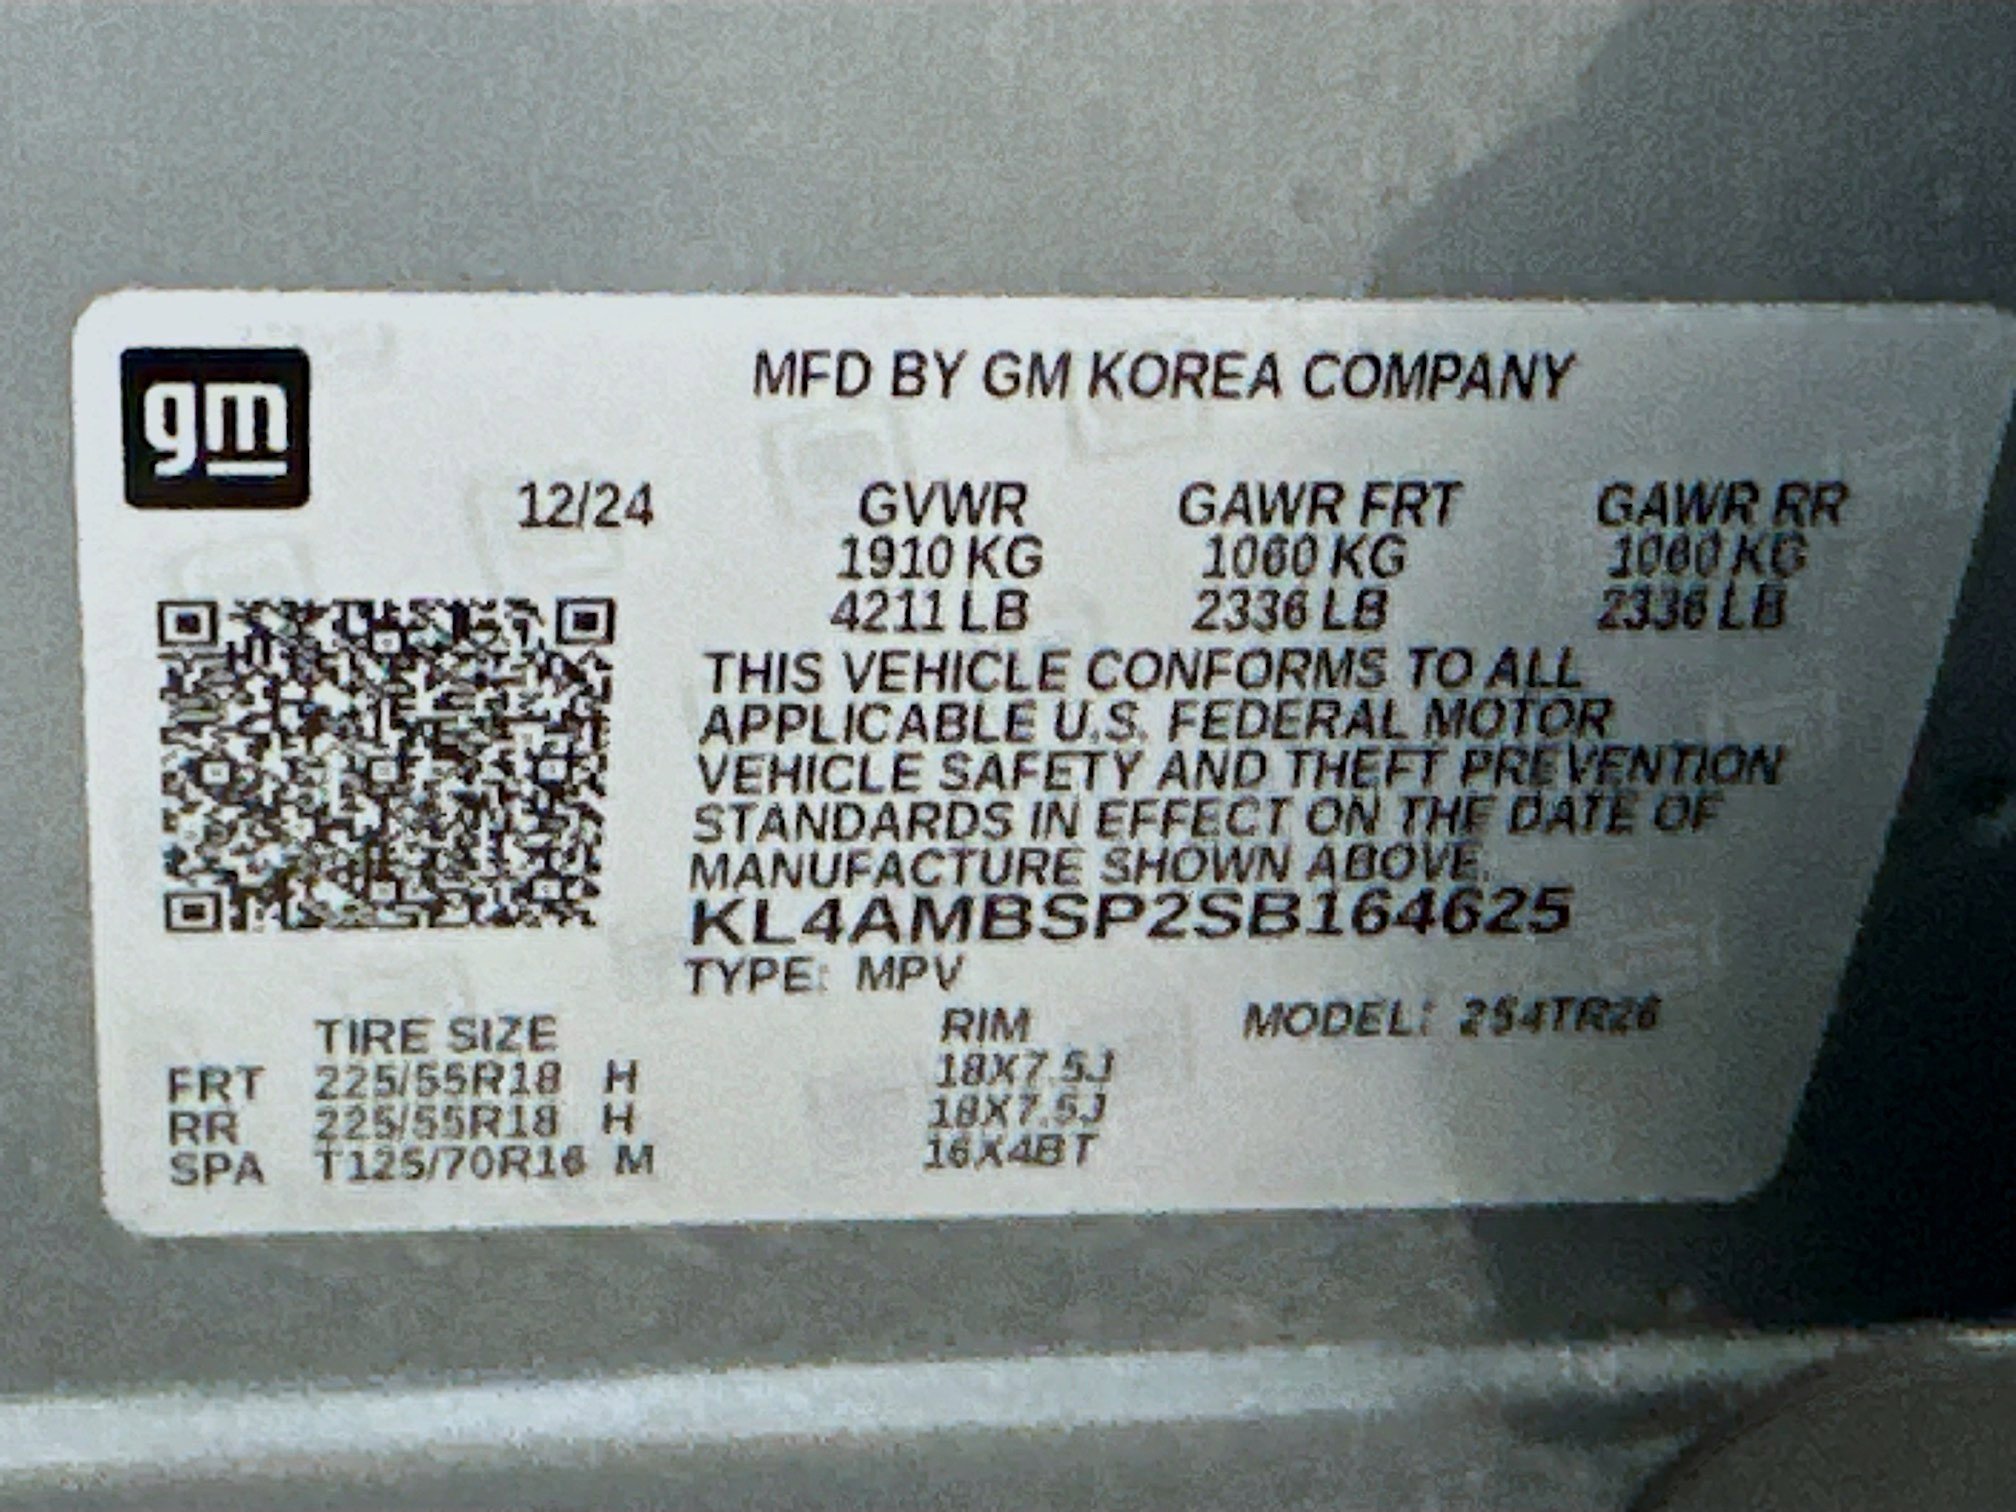 gm
MFD BY GM KOREA COMPANY
12/24 GVWR GAWR FRT GAWR RR
1910 KG 1060 KG 1060 KG
4211 LB 2336 LB 2336 LB
THIS VEHICLE CONFORMS TO ALL
APPLICABLE U.S. FEDERAL MOTOR
VEHICLE SAFETY AND THEFT PREVENTION
STANDARDS IN EFFECT ON THE DATE OF
MANUFACTURE SHOWN ABOVE.
KL4AMBSP2SB164625
TYPE: MPV
TIRE SIZE RIM MODEL: 254TR26
FRT 225/55R18 H 18X7.5J
RR 225/55R18 H 18X7.5J
SPA T125/70R16 M 16X4BT